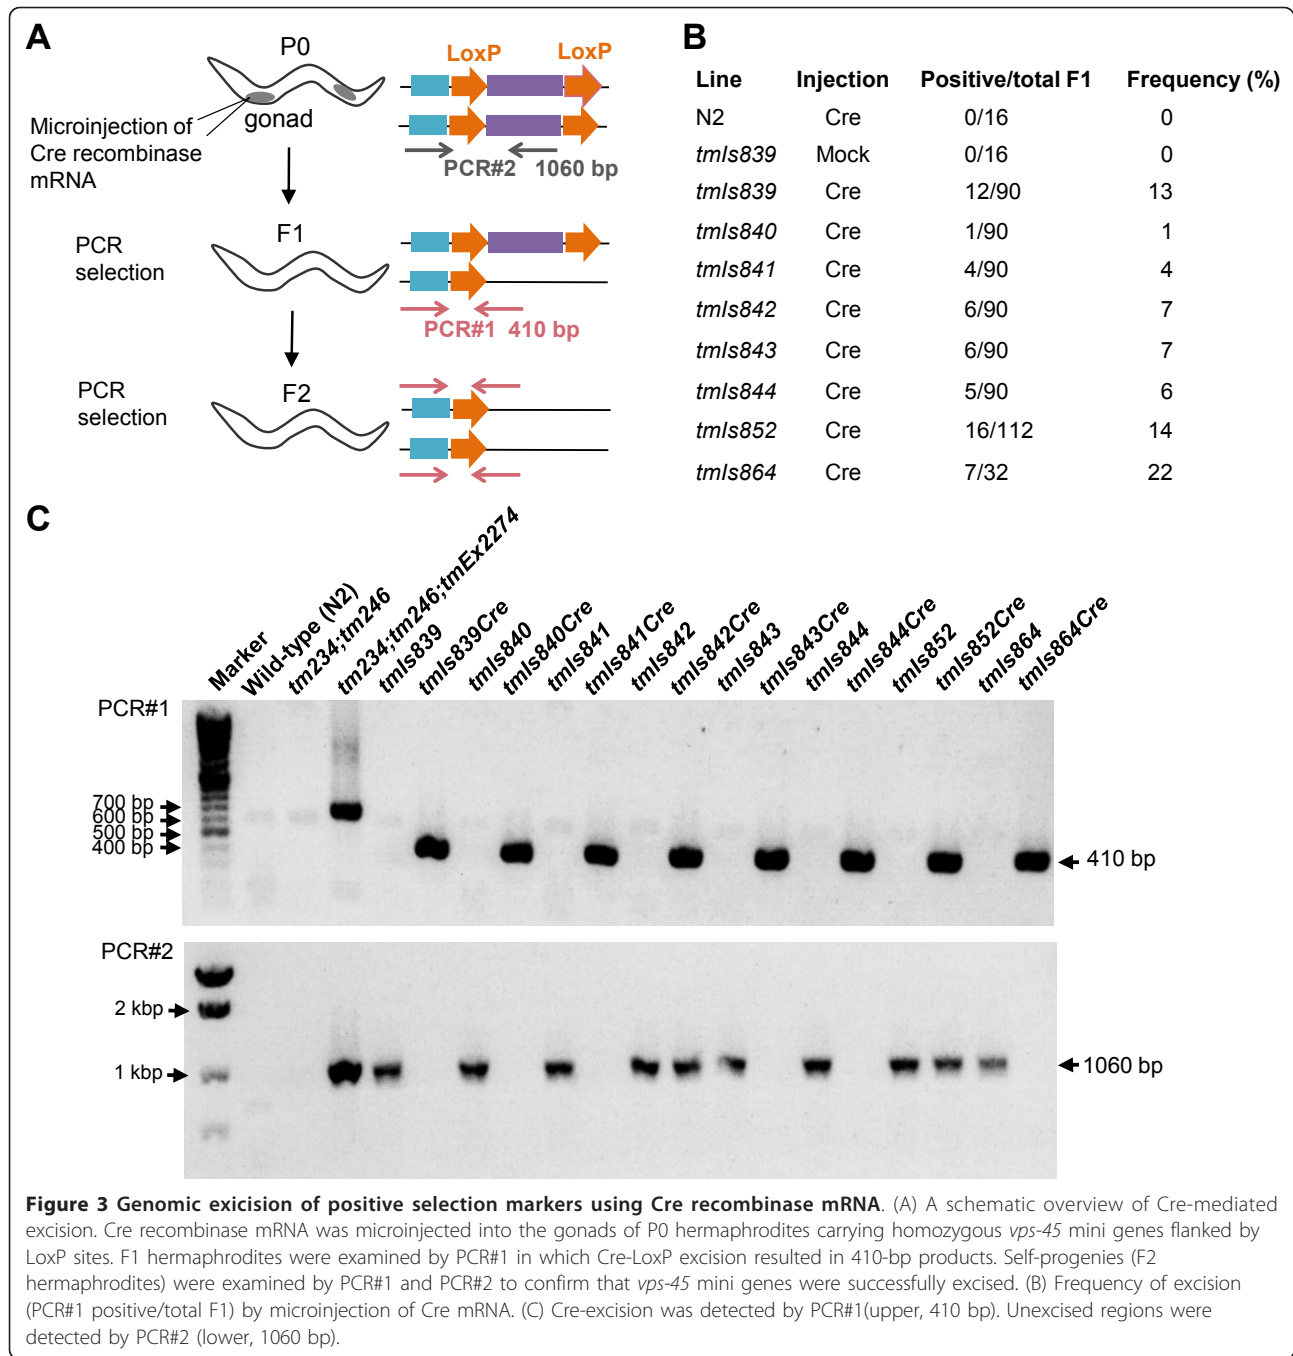 A
P0
LoxP
LoxP
Microinjection of
Cre recombinase
mRNA
gonad
PCR#2 1060 bp
PCR
selection
F1
PCR#1 410 bp
PCR
selection
F2
B
Line Injection Positive/total F1 Frequency (%)
N2 Cre 0/16 0
tmIs839 Mock 0/16 0
tmIs839 Cre 12/90 13
tmIs840 Cre 1/90 1
tmIs841 Cre 4/90 4
tmIs842 Cre 6/90 7
tmIs843 Cre 6/90 7
tmIs844 Cre 5/90 6
tmIs852 Cre 16/112 14
tmIs864 Cre 7/32 22
C
Marker
Wild-type (N2)
tm234;tm246
tm234;tm246;tmEx2274
tmIs839
tmIs839Cre
tmIs840
tmIs840Cre
tmIs841
tmIs841Cre
tmIs842
tmIs842Cre
tmIs843
tmIs843Cre
tmIs844
tmIs844Cre
tmIs852
tmIs852Cre
tmIs864
tmIs864Cre
PCR#1
700 bp
600 bp
500 bp
400 bp
410 bp
PCR#2
2 kbp
1 kbp
1060 bp
Figure 3 Genomic exicision of positive selection markers using Cre recombinase mRNA. (A) A schematic overview of Cre-mediated
excision. Cre recombinase mRNA was microinjected into the gonads of P0 hermaphrodites carrying homozygous vps-45 mini genes flanked by
LoxP sites. F1 hermaphrodites were examined by PCR#1 in which Cre-LoxP excision resulted in 410-bp products. Self-progenies (F2
hermaphrodites) were examined by PCR#1 and PCR#2 to confirm that vps-45 mini genes were successfully excised. (B) Frequency of excision
(PCR#1 positive/total F1) by microinjection of Cre mRNA. (C) Cre-excision was detected by PCR#1(upper, 410 bp). Unexcised regions were
detected by PCR#2 (lower, 1060 bp).